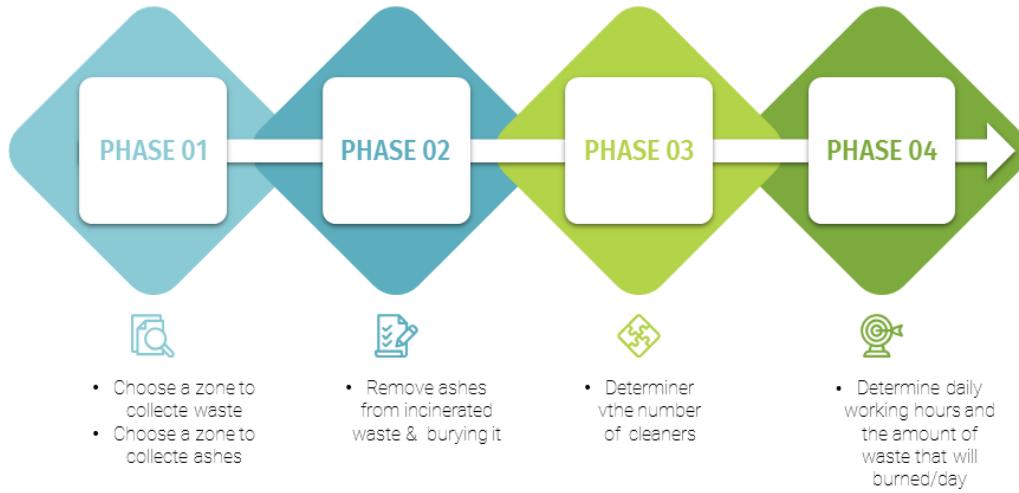 PHASE 01
PHASE 02
PHASE 03
PHASE 04
• Choose a zone to
collecte waste
• Choose a zone to
collecte ashes
• Remove ashes
from incinerated
waste & burying it
• Determiner
vthe number
of cleaners
• Determine daily
working hours and
the amount of
waste that will
burned/day